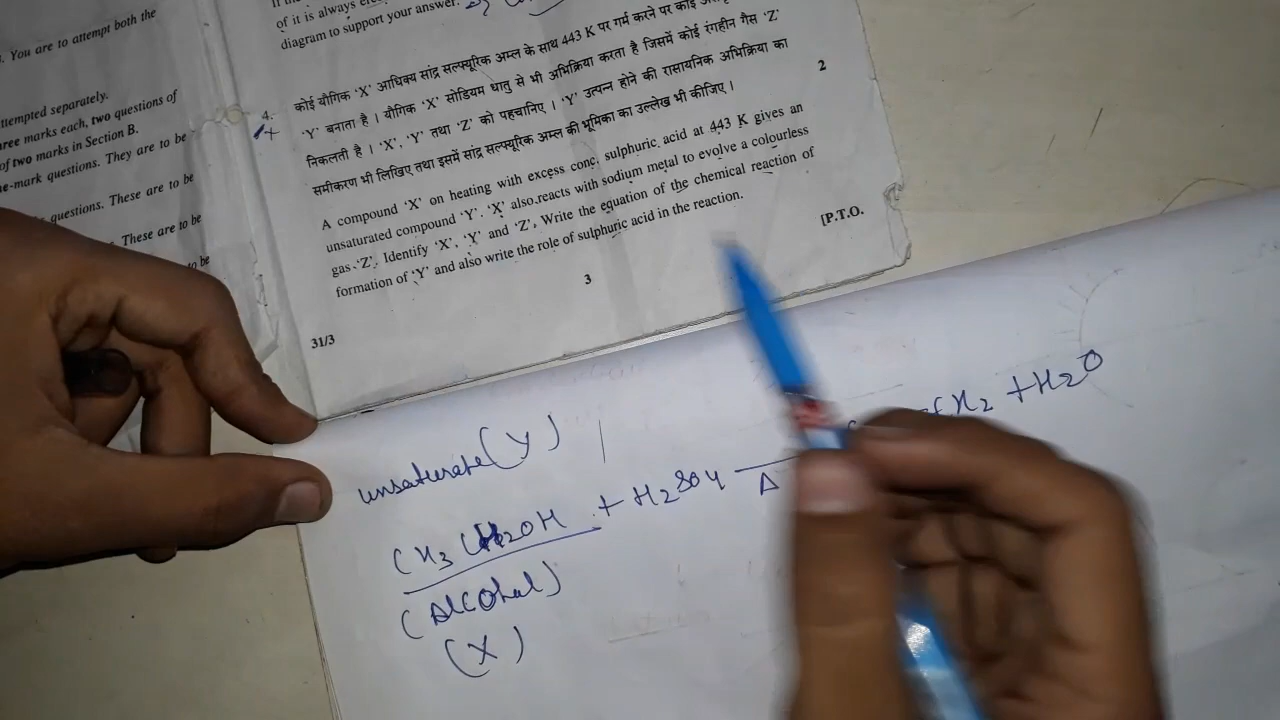 . You are to attempt both the
ttempted separately.
ree marks each, two questions of
of two marks in Section B.
e-mark questions. They are to be
questions. These are to be
These are to be
of it is always
diagram to support your answer.
4.
कोई यौगिक 'X' आधिक्य सांद्र सल्फ्यूरिक अम्ल के साथ 443 K पर गर्म करने पर कोई
'Y' बनाता है । यौगिक 'X' सोडियम धातु से भी अभिक्रिया करता है जिसमें कोई रंगहीन गैस 'Z'
निकलती है । 'X', 'Y' तथा 'Z' को पहचानिए । 'Y' उत्पन्न होने की रासायनिक अभिक्रिया का
समीकरण भी लिखिए तथा इसमें सांद्र सल्फ्यूरिक अम्ल की भूमिका का उल्लेख भी कीजिए ।
2
A compound 'X' on heating with excess conc. sulphuric acid at 443 K gives an
unsaturated compound 'Y'. 'X' also reacts with sodium metal to evolve a colourless
gas 'Z'. Identify 'X', 'Y' and 'Z'. Write the equation of the chemical reaction of
formation of 'Y' and also write the role of sulphuric acid in the reaction.
3
[P.T.O.
31/3
unsaturate(Y)
CH3CH2OH + H2SO4 Δ H2 + H2O
(Alcohal)
(X)